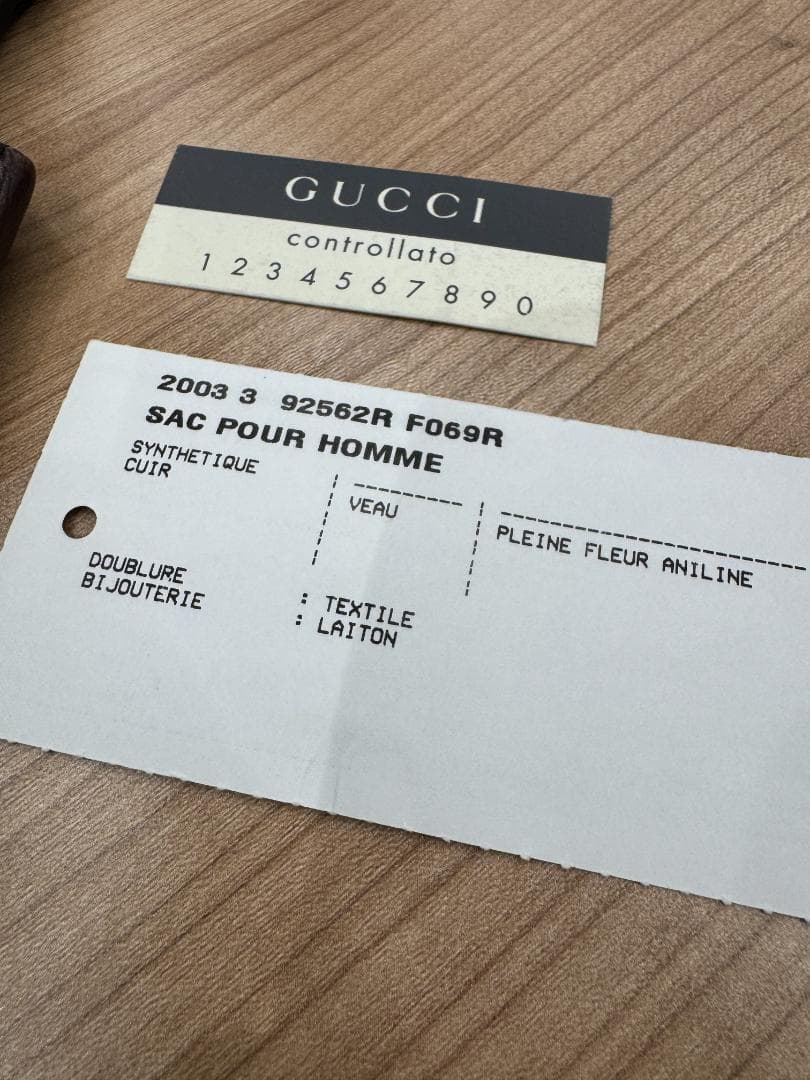 GUCCI
controllato
1 2 3 4 5 6 7 8 9 0
2003 3 92562R F069R
SAC POUR HOMME
SYNTHETIQUE
CUIR VEAU PLEINE FLEUR ANILINE
DOUBLURE : TEXTILE
BIJOUTERIE : LAITON